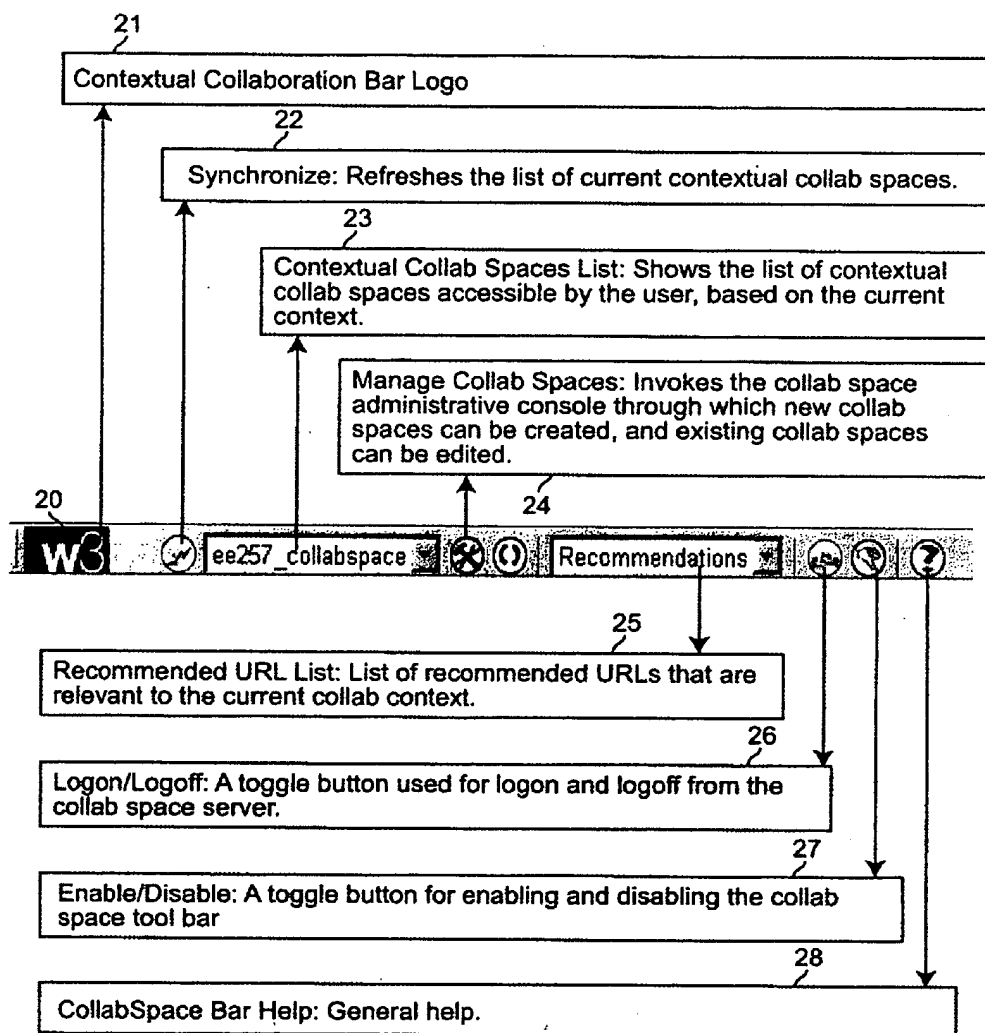 21
Contextual Collaboration Bar Logo
22
Synchronize: Refreshes the list of current contextual collab spaces.
23
Contextual Collab Spaces List: Shows the list of contextual
collab spaces accessible by the user, based on the current
context.
Manage Collab Spaces: Invokes the collab space
administrative console through which new collab
spaces can be created, and existing collab spaces
can be edited.
24
20
w3 ee257_collabspace Recommendations ?
25
Recommended URL List: List of recommended URLs that are
relevant to the current collab context.
26
Logon/Logoff: A toggle button used for logon and logoff from the
collab space server.
27
Enable/Disable: A toggle button for enabling and disabling the collab
space tool bar
28
CollabSpace Bar Help: General help.